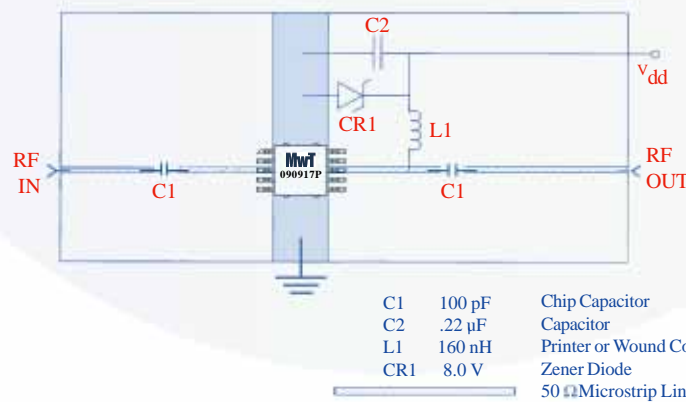 C2
Vdd
CR1
L1
RF
IN
C1
MwT
090917P
C1
RF
OUT
C1 100 pF Chip Capacitor
C2 .22 µF Capacitor
L1 160 nH Printer or Wound Co
CR1 8.0 V Zener Diode
50 Ω Microstrip Lin